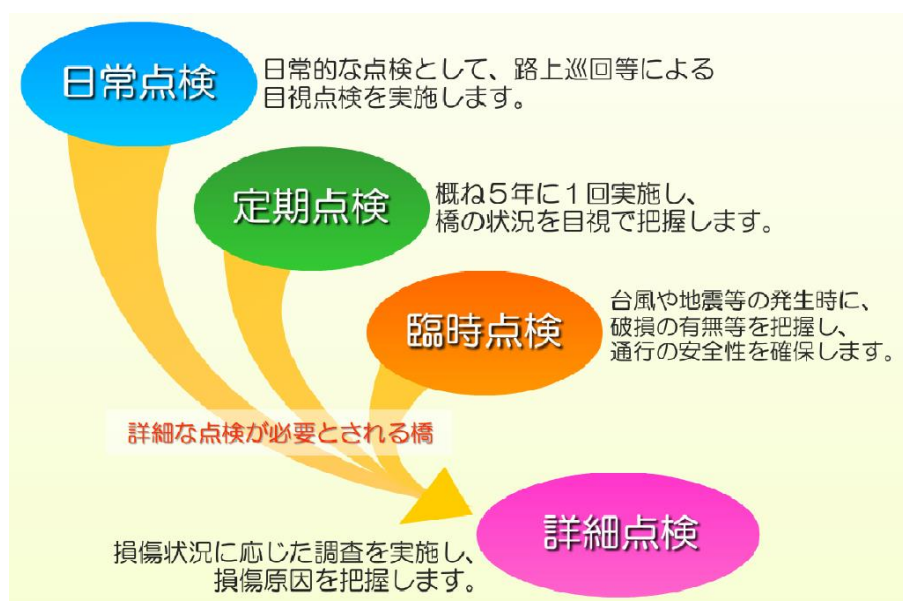 日常点検
日常的な点検として、路上巡回等による
目視点検を実施します。
定期点検
概ね５年に１回実施し、
橋の状況を目視で把握します。
臨時点検
台風や地震等の発生時に、
破損の有無等を把握し、
通行の安全性を確保します。
詳細な点検が必要とされる橋
詳細点検
損傷状況に応じた調査を実施し、
損傷原因を把握します。